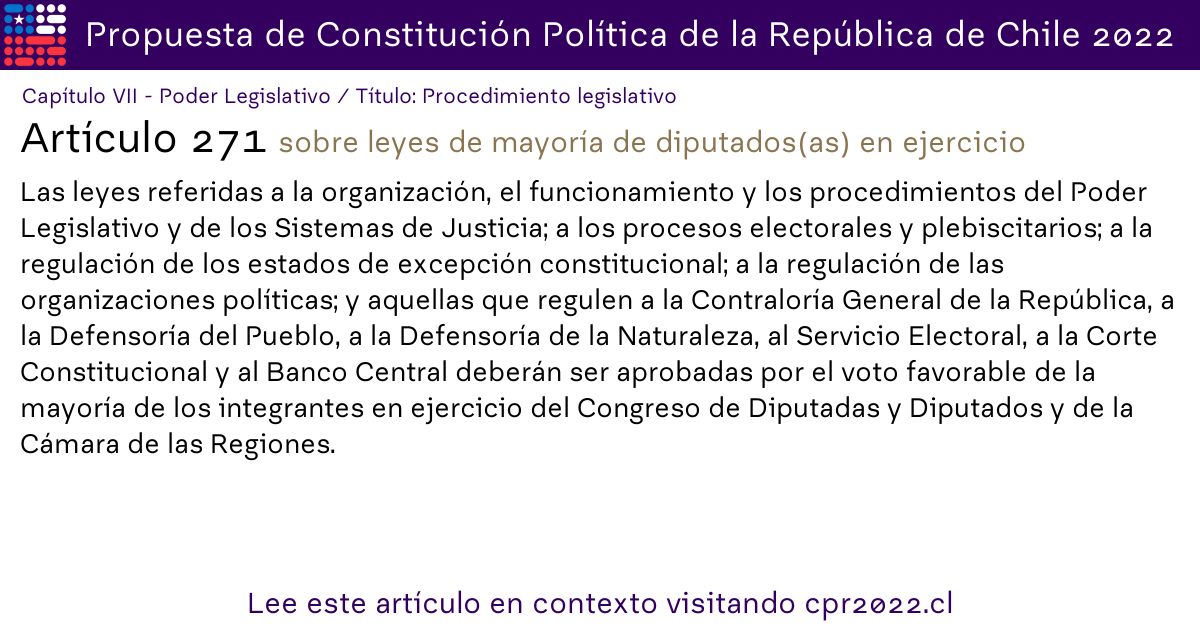 Propuesta de Constitución Política de la República de Chile 2022
Capítulo VII - Poder Legislativo / Título: Procedimiento legislativo
Artículo 271 sobre leyes de mayoría de diputados(as) en ejercicio
Las leyes referidas a la organización, el funcionamiento y los procedimientos del Poder
Legislativo y de los Sistemas de Justicia; a los procesos electorales y plebiscitarios; a la
regulación de los estados de excepción constitucional; a la regulación de las
organizaciones políticas; y aquellas que regulen a la Contraloría General de la República, a
la Defensoría del Pueblo, a la Defensoría de la Naturaleza, al Servicio Electoral, a la Corte
Constitucional y al Banco Central deberán ser aprobadas por el voto favorable de la
mayoría de los integrantes en ejercicio del Congreso de Diputadas y Diputados y de la
Cámara de las Regiones.
Lee este artículo en contexto visitando cpr2022.cl